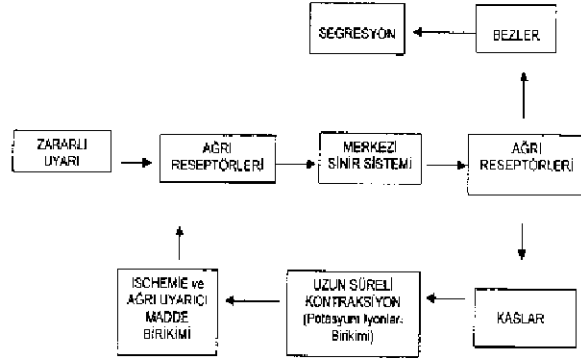 SEGRESYON
BEZLER
ZARARLI
UYARI
AĞRI
RESEPTÖRLERİ
MERKEZİ
SİNİR SİSTEMİ
AĞRI
RESEPTÖRLERİ
ISCHEMIE ve
AĞRI UYARICI
MADDE
BİRİKİMİ
UZUN SÜRELİ
KONTRAKSİYON
(Potasyum İyonları
Birikimi)
KASLAR